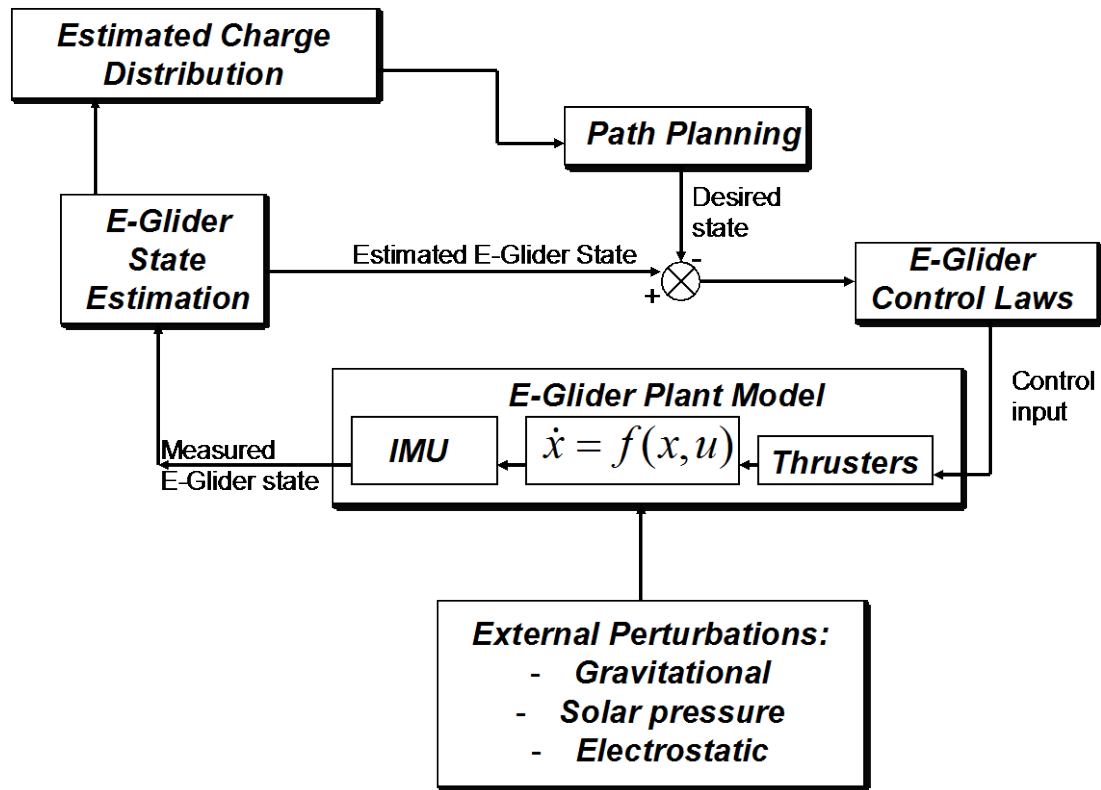 Estimated Charge
Distribution
Path Planning
E-Glider
State
Estimation
Desired
state
Estimated E-Glider State
-
+
E-Glider
Control Laws
Control
input
E-Glider Plant Model
IMU
ẋ = f(x,u)
Thrusters
Measured
E-Glider state
External Perturbations:
- Gravitational
- Solar pressure
- Electrostatic